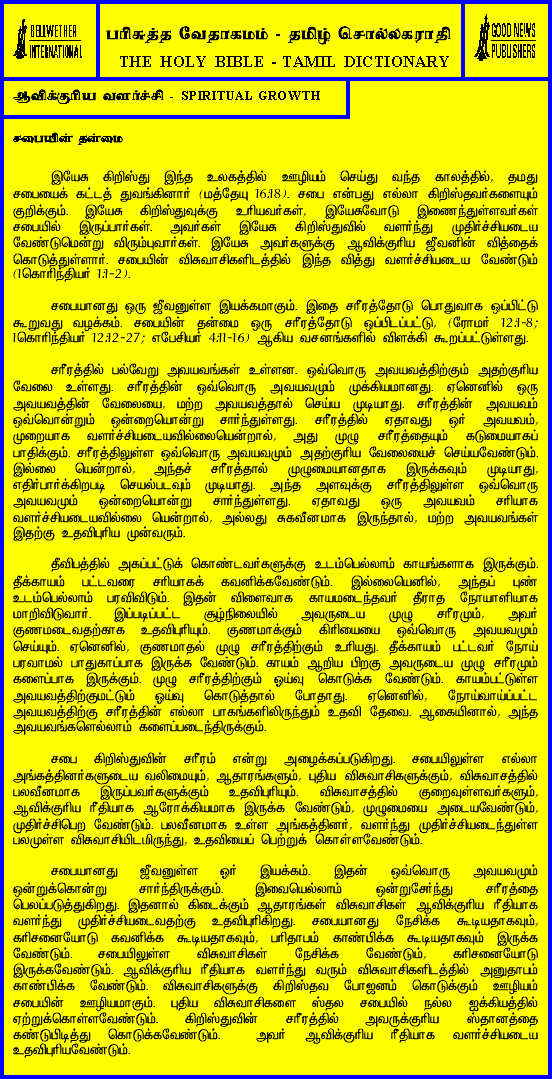 BELLWETHER
INTERNATIONAL
பரிசுத்த வேதாகமம் - தமிழ் சொல்லகராதி
THE HOLY BIBLE - TAMIL DICTIONARY
GOOD NEWS
PUBLISHERS
ஆவிக்குரிய வளர்ச்சி - SPIRITUAL GROWTH
சபையின் தன்மை
இயேசு கிறிஸ்து இந்த உலகத்தில் ஊழியம் செய்து வந்த காலத்தில், தமது
சபையைக் கட்டத் துவங்கினார் (மத்தேயு 16:18). சபை என்பது எல்லா கிறிஸ்தவர்களையும்
குறிக்கும். இயேசு கிறிஸ்துவுக்கு உரியவர்கள், இயேசுவோடு இணைந்துள்ளவர்கள்
சபையில் இருப்பார்கள். அவர்கள் இயேசு கிறிஸ்துவில் வளர்ந்து முதிர்ச்சியடைய
வேண்டுமென்று விரும்புவார்கள். இயேசு அவர்களுக்கு ஆவிக்குரிய ஜீவனின் வித்தைக்
கொடுத்துள்ளார். சபையின் விசுவாசிகளிடத்தில் இந்த வித்து வளர்ச்சியடைய வேண்டும்
(1கொரிந்தியர் 1:1-2).
சபையானது ஒரு ஜீவனுள்ள இயக்கமாகும். இதை சரீரத்தோடு பொதுவாக ஒப்பிட்டு
கூறுவது வழக்கம். சபையின் தன்மை ஒரு சரீரத்தோடு ஒப்பிடப்பட்டு, (ரோமர் 12:1-8;
1கொரிந்தியர் 12:12-27; எபேசியர் 4:11-16) ஆகிய வசனங்களில் விளக்கி கூறப்பட்டுள்ளது.
சரீரத்தில் பல்வேறு அவயவங்கள் உள்ளன. ஒவ்வொரு அவயவத்திற்கும் அதற்குரிய
வேலை உள்ளது. சரீரத்தின் ஒவ்வொரு அவயவமும் முக்கியமானது. ஏனெனில் ஒரு
அவயவத்தின் வேலையை, மற்ற அவயவத்தால் செய்ய முடியாது. சரீரத்தின் அவயவம்
ஒவ்வொன்றும் ஒன்றையொன்று சார்ந்துள்ளது. சரீரத்தில் ஏதாவது ஓர் அவயவம்,
முறையாக வளர்ச்சியடையவில்லையென்றால், அது முழு சரீரத்தையும் கடுமையாகப்
பாதிக்கும். சரீரத்திலுள்ள ஒவ்வொரு அவயவமும் அதற்குரிய வேலையைச் செய்யவேண்டும்.
இல்லை யென்றால், அந்தச் சரீரத்தால் முழுமையானதாக இருக்கவும் முடியாது,
எதிர்பார்க்கிறபடி செயல்படவும் முடியாது. அந்த அளவுக்கு சரீரத்திலுள்ள ஒவ்வொரு
அவயவமும் ஒன்றையொன்று சார்ந்துள்ளது. ஏதாவது ஒரு அவயவம் சரியாக
வளர்ச்சியடையவில்லை யென்றால், அல்லது சுகவீனமாக இருந்தால், மற்ற அவயவங்கள்
இதற்கு உதவிபுரிய முன்வரும்.
தீவிபத்தில் அகப்பட்டுக் கொண்டவர்களுக்கு உடம்பெல்லாம் காயங்களாக இருக்கும்.
தீக்காயம் பட்டவரை சரியாகக் கவனிக்கவேண்டும். இல்லையெனில், அந்தப் புண்
உடம்பெல்லாம் பரவிவிடும். இதன் விளைவாக காயமடைந்தவர் தீராத நோயாளியாக
மாறிவிடுவார். இப்படிப்பட்ட சூழ்நிலையில் அவருடைய முழு சரீரமும், அவர்
குணமடைவதற்காக உதவிபுரியும். குணமாக்கும் கிரியையை ஒவ்வொரு அவயவமும்
செய்யும். ஏனெனில், குணமாதல் முழு சரீரத்திற்கும் உரியது. தீக்காயம் பட்டவர் நோய்
பரவாமல் பாதுகாப்பாக இருக்க வேண்டும். காயம் ஆறிய பிறகு அவருடைய முழு சரீரமும்
களைப்பாக இருக்கும். முழு சரீரத்திற்கும் ஓய்வு கொடுக்க வேண்டும். காயம்பட்டுள்ள
அவயவத்திற்குமட்டும் ஓய்வு கொடுத்தால் போதாது. ஏனெனில், நோய்வாய்ப்பட்ட
அவயவத்திற்கு சரீரத்தின் எல்லா பாகங்களிலிருந்தும் உதவி தேவை. ஆகையினால், அந்த
அவயவங்களெல்லாம் களைப்படைந்திருக்கும்.
சபை கிறிஸ்துவின் சரீரம் என்று அழைக்கப்படுகிறது. சபையிலுள்ள எல்லா
அங்கத்தினர்களுடைய வலிமையும், ஆதாரங்களும், புதிய விசுவாசிகளுக்கும், விசுவாசத்தில்
பலவீனமாக இருப்பவர்களுக்கும் உதவிபுரியும். விசுவாசத்தில் குறைவுள்ளவர்களும்,
ஆவிக்குரிய ரீதியாக ஆரோக்கியமாக இருக்க வேண்டும், முழுமையை அடையவேண்டும்,
முதிர்ச்சிபெற வேண்டும். பலவீனமாக உள்ள அங்கத்தினர், வளர்ந்து முதிர்ச்சியடைந்துள்ள
பலமுள்ள விசுவாசியிடமிருந்து, உதவியைப் பெற்றுக் கொள்ளவேண்டும்.
சபையானது ஜீவனுள்ள ஓர் இயக்கம். இதன் ஒவ்வொரு அவயவமும்
ஒன்றுக்கொன்று சார்ந்திருக்கும். இவையெல்லாம் ஒன்றுசேர்ந்து சரீரத்தை
பெலப்படுத்துகிறது. இதனால் கிடைக்கும் ஆதாரங்கள் விசுவாசிகள் ஆவிக்குரிய ரீதியாக
வளர்ந்து முதிர்ச்சியடைவதற்கு உதவிபுரிகிறது. சபையானது நேசிக்க கூடியதாகவும்,
கரிசனையோடு கவனிக்க கூடியதாகவும், பரிதாபம் காண்பிக்க கூடியதாகவும் இருக்க
வேண்டும். சபையிலுள்ள விசுவாசிகள் நேசிக்க வேண்டும், கரிசனையோடு
இருக்கவேண்டும். ஆவிக்குரிய ரீதியாக வளர்ந்து வரும் விசுவாசிகளிடத்தில் அனுதாபம்
காண்பிக்க வேண்டும். விசுவாசிகளுக்கு கிறிஸ்தவ போஜனம் கொடுக்கும் ஊழியம்
சபையின் ஊழியமாகும். புதிய விசுவாசிகளை ஸ்தல சபையில் நல்ல ஐக்கியத்தில்
ஏற்றுக்கொள்ளவேண்டும். கிறிஸ்துவின் சரீரத்தில் அவருக்குரிய ஸ்தானத்தை
கண்டுபிடித்து கொடுக்கவேண்டும். அவர் ஆவிக்குரிய ரீதியாக வளர்ச்சியடைய
உதவிபுரியவேண்டும்.